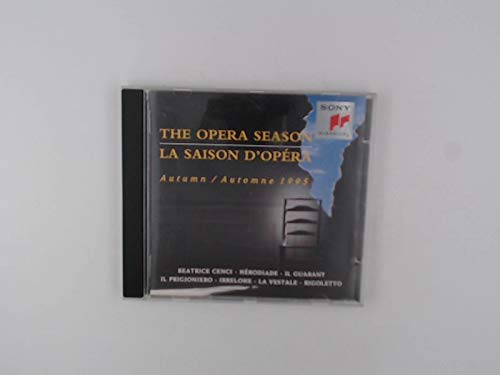 SONY
CLASSICAL
THE OPERA SEASON
LA SAISON D'OPÉRA
Autumn / Automne 1995
BEATRICE CENCI · HÉRODIADE · IL GUARANY
IL PRIGIONIERO · IRRELOHE · LA VESTALE · RIGOLETTO